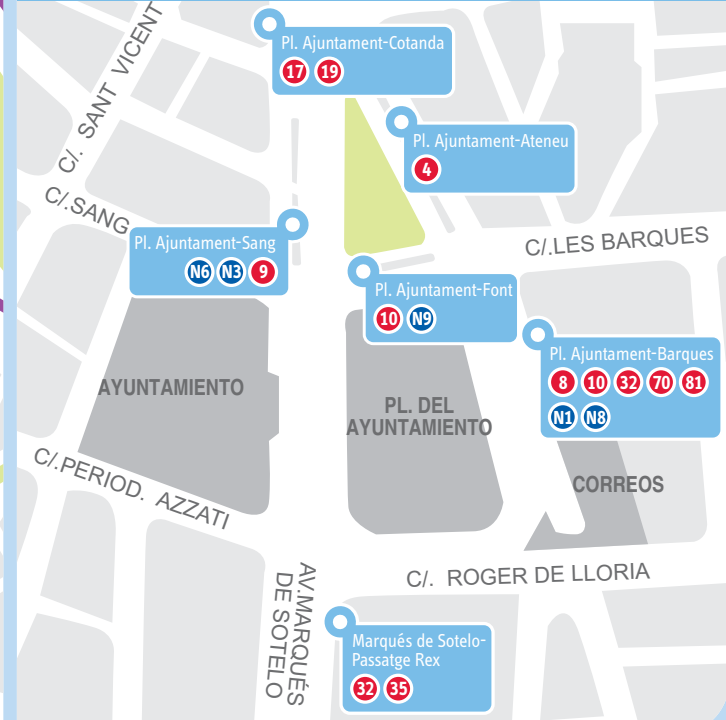 Pl. Ajuntament-Cotanda
17 19
C/. SANT VICENT
Pl. Ajuntament-Ateneu
4
C/.SANG
Pl. Ajuntament-Sang
N6 N3 9
C/.LES BARQUES
Pl. Ajuntament-Font
10 N9
Pl. Ajuntament-Barques
8 10 32 70 81
N1 N8
AYUNTAMIENTO
PL. DEL
AYUNTAMIENTO
C/.PERIOD. AZZATI
CORREOS
AV.MARQUÉS
DE SOTELO
C/. ROGER DE LLORIA
Marqués de Sotelo-
Passatge Rex
32 35